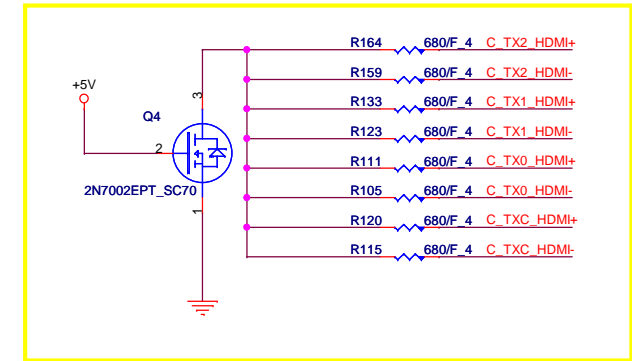 R164 680/F_4 C_TX2_HDMI+
+5V
R159 680/F_4 C_TX2_HDMI-
3
R133 680/F_4 C_TX1_HDMI+
Q4
R123 680/F_4 C_TX1_HDMI-
2
R111 680/F_4 C_TX0_HDMI+
2N7002EPT_SC70
R105 680/F_4 C_TX0_HDMI-
1
R120 680/F_4 C_TXC_HDMI+
R115 680/F_4 C_TXC_HDMI-